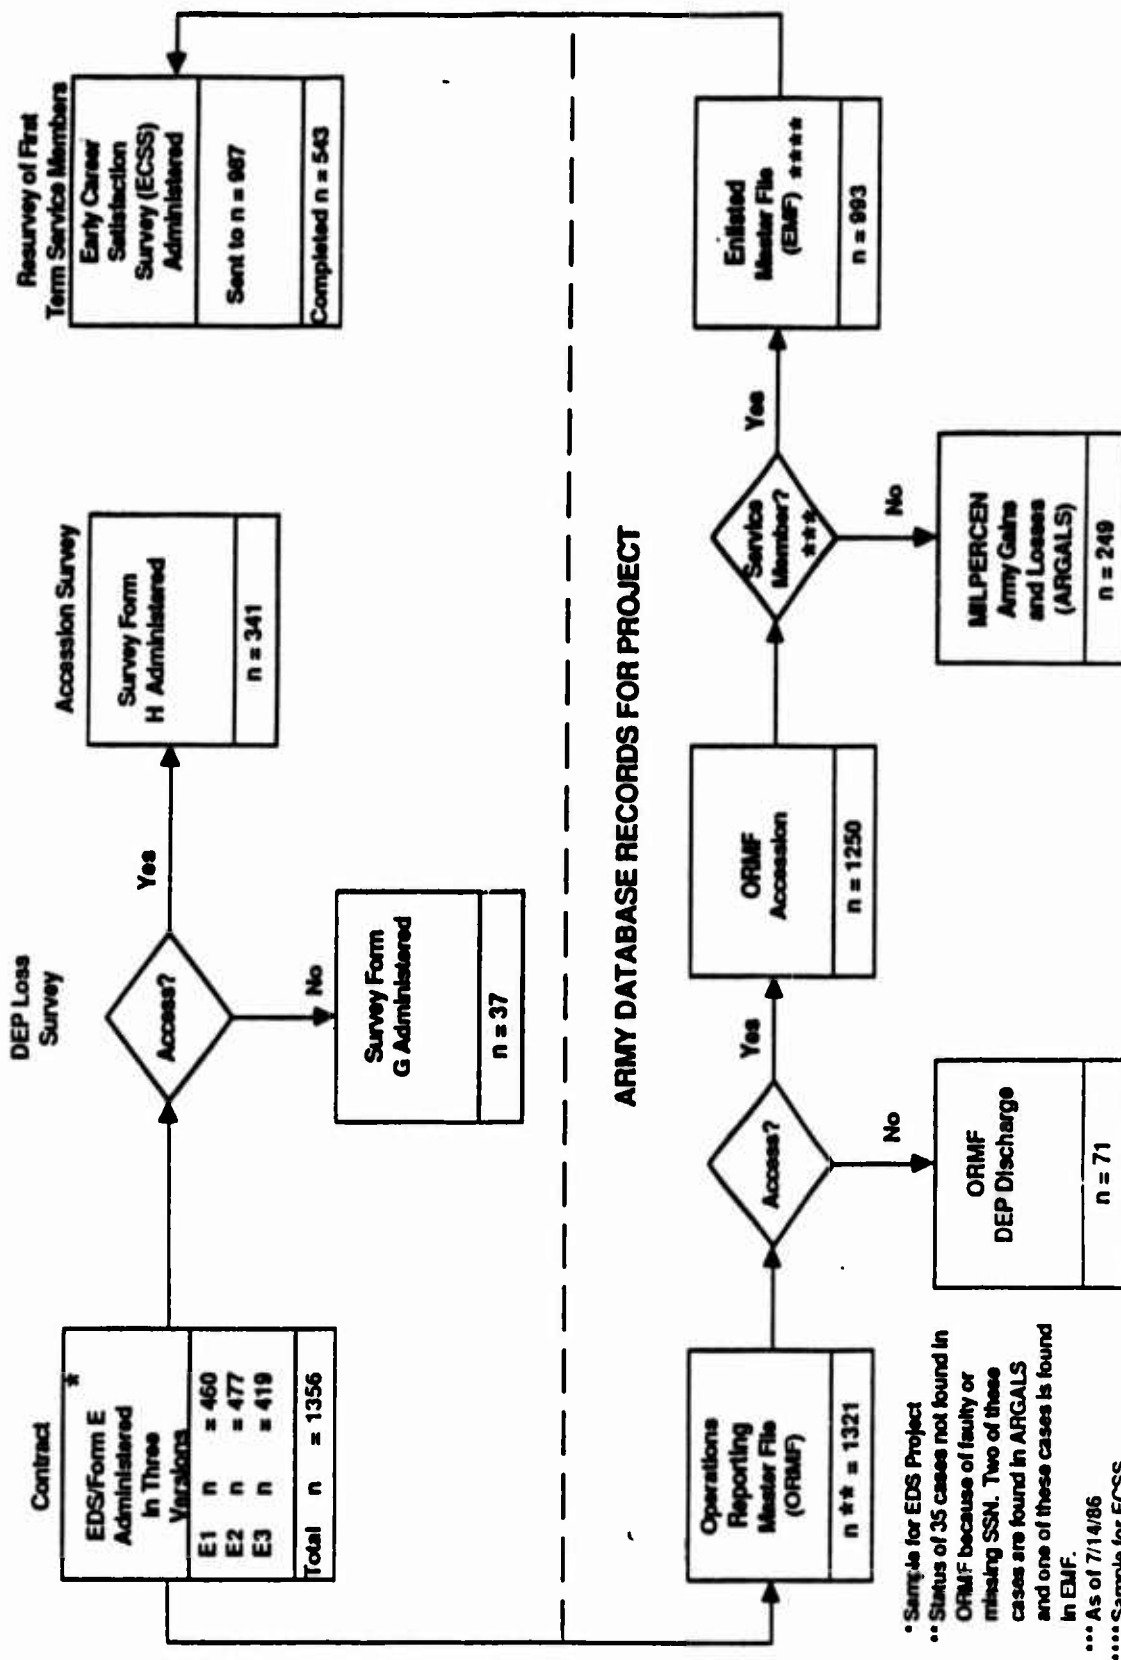 Contract
EDS/Form E *
Administered
in Three
Versions
E1 n = 460
E2 n = 477
E3 n = 419
Total n = 1356
DEP Loss
Survey
Access?
Yes
No
Survey Form
G Administered
n = 37
Accession Survey
Survey Form
H Administered
n = 341
Resurvey of First
Term Service Members
Early Career
Satisfaction
Survey (ECSS)
Administered
Sent to n = 987
Completed n = 543
ARMY DATABASE RECORDS FOR PROJECT
Operations
Reporting
Master File
(ORMF)
n ** = 1321
Access?
Yes
No
ORMF
DEP Discharge
n = 71
ORMF
Accession
n = 1250
Service
Member?
***
Yes
No
MILPERCEN
Army Gains
and Losses
(ARGALS)
n = 249
Enlisted
Master File
(EMF) ****
n = 993
*Sample for EDS Project
**Status of 35 cases not found in
ORMF because of faulty or
missing SSN. Two of these
cases are found in ARGALS
and one of these cases is found
in EMF.
***As of 7/14/86
****Sample for ECSS